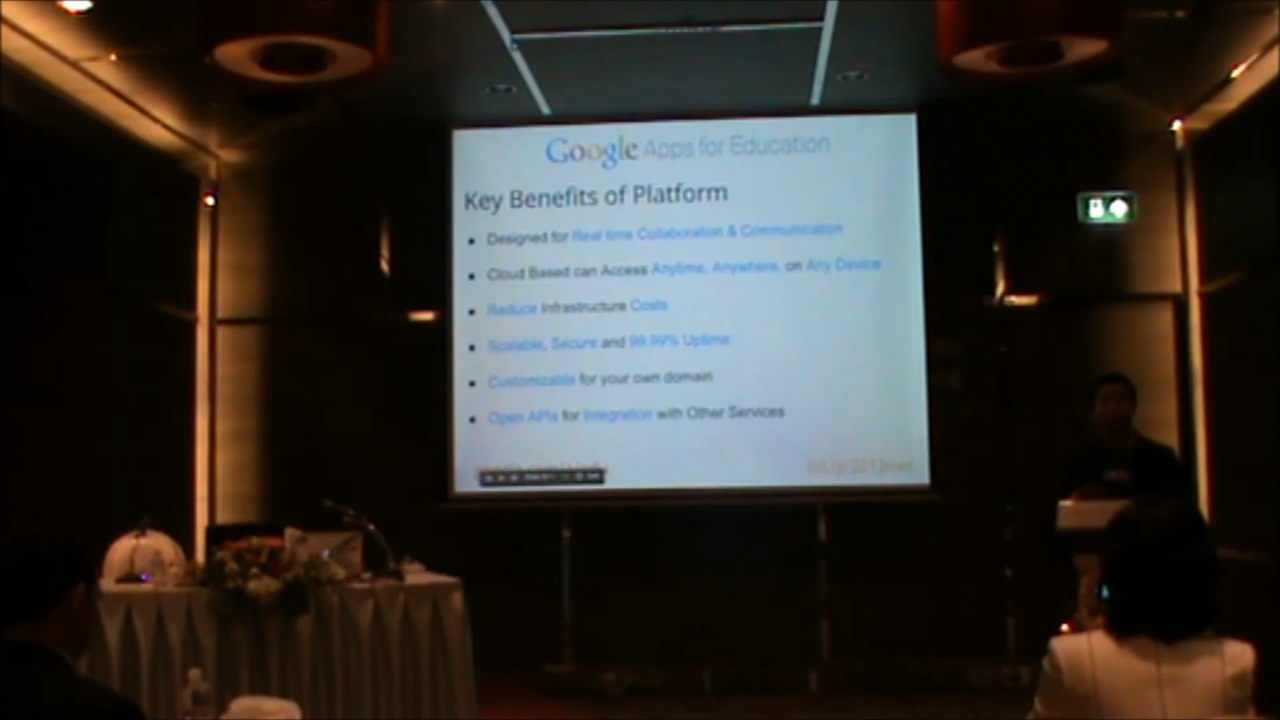 Google Apps for Education
Key Benefits of Platform
• Designed for Real time Collaboration & Communication
• Cloud Based can Access Anytime, Anywhere, on Any Device
• Reduce Infrastructure Costs
• Scalable, Secure and 99.99% Uptime
• Customizable for your own domain
• Open APIs for Integration with Other Services